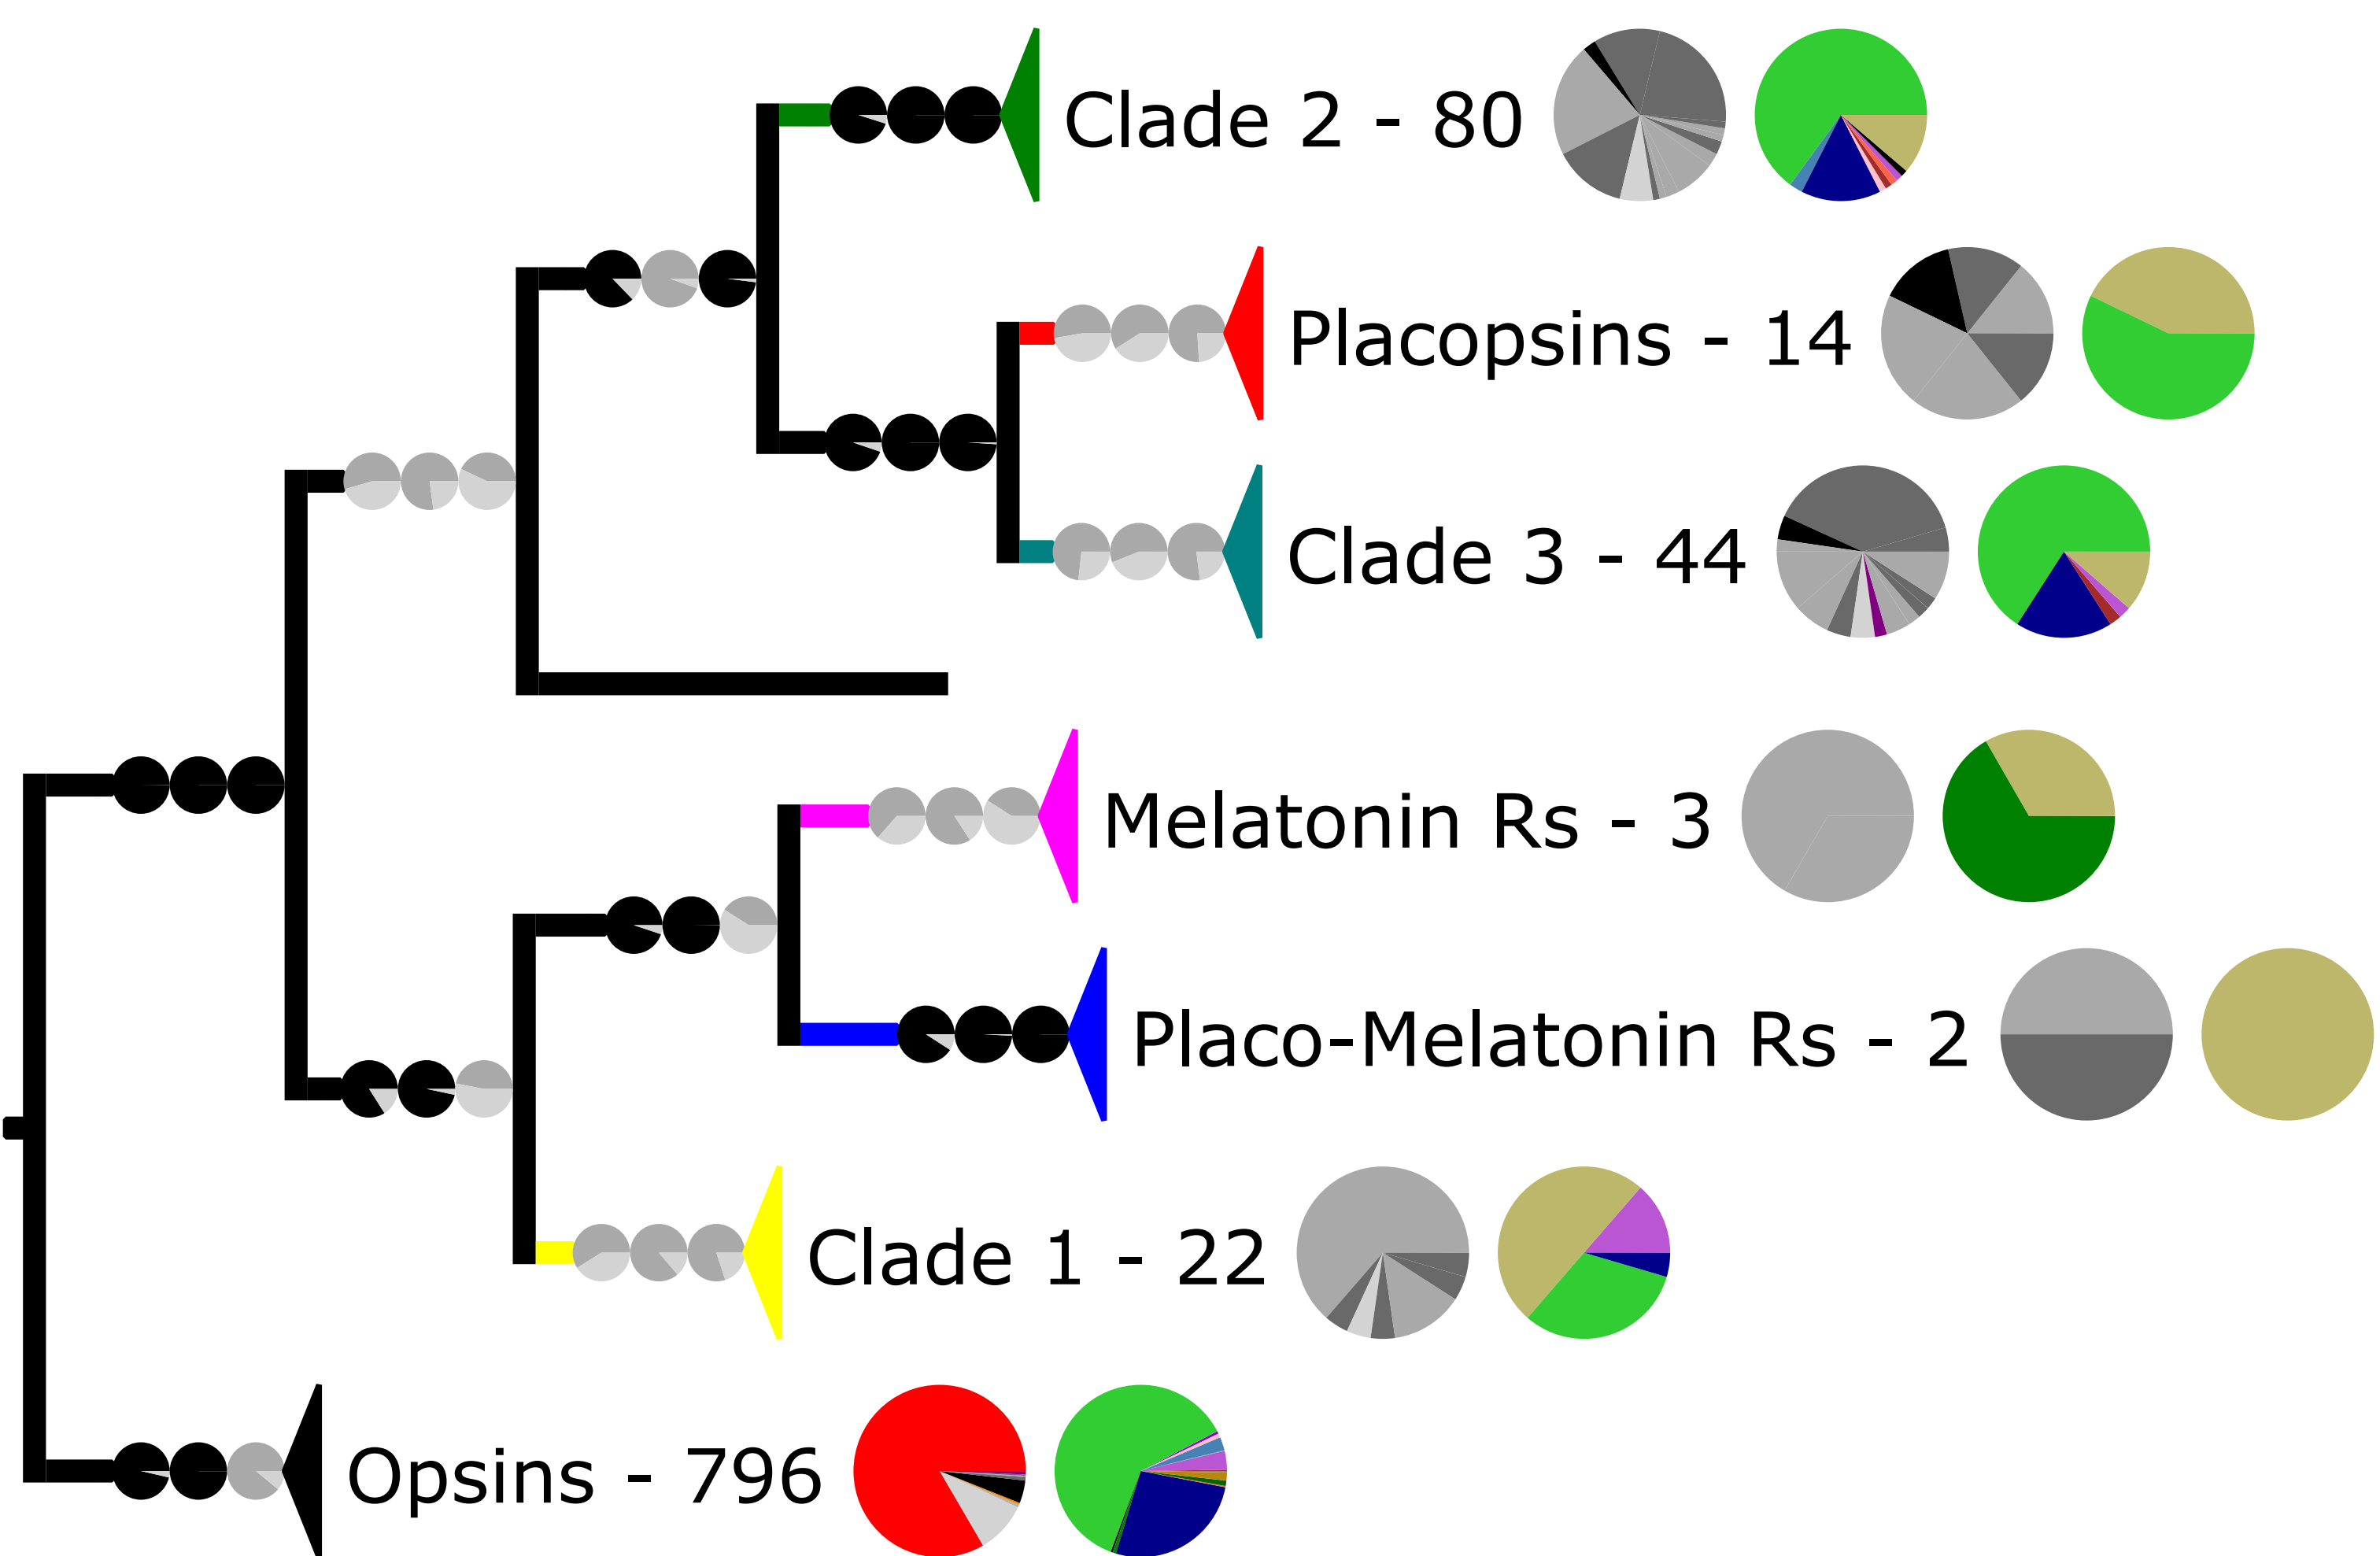 Clade 2 - 80
Placopsins - 14
Clade 3 - 44
Melatonin Rs - 3
Placo-Melatonin Rs - 2
Clade 1 - 22
Opsins - 796